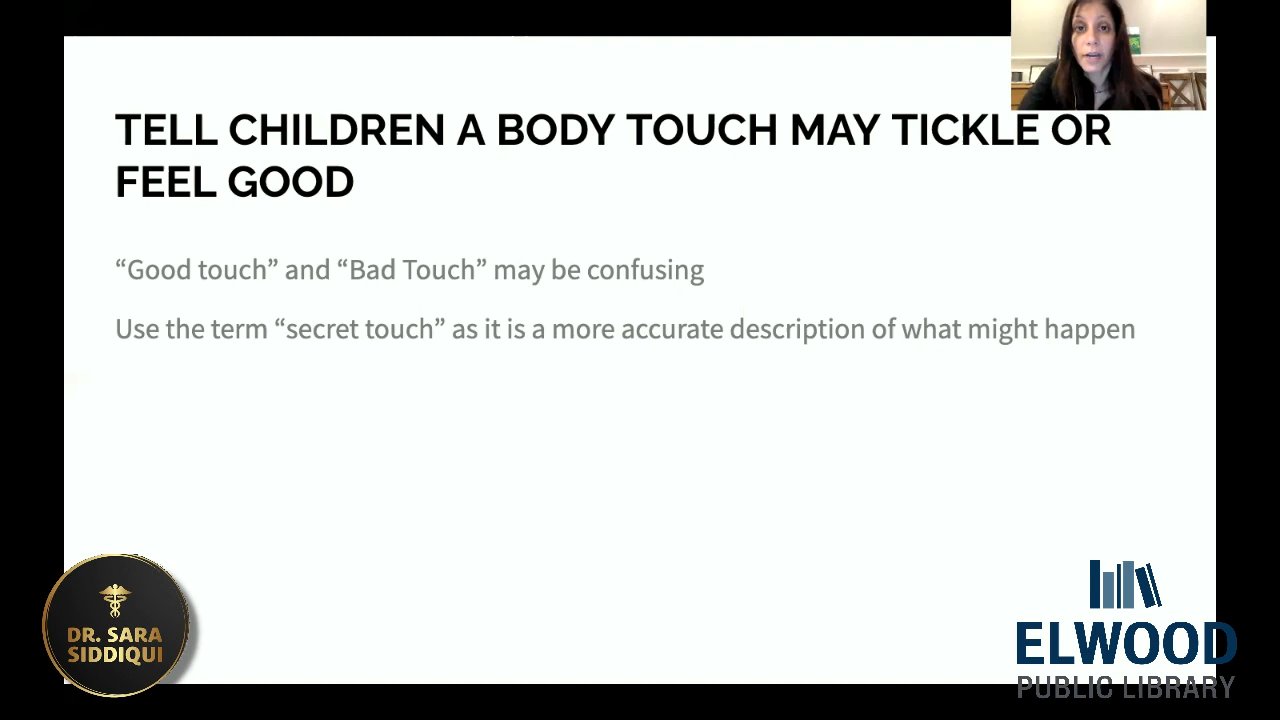 TELL CHILDREN A BODY TOUCH MAY TICKLE OR
FEEL GOOD
“Good touch” and “Bad Touch” may be confusing
Use the term “secret touch” as it is a more accurate description of what might happen
DR. SARA
SIDDIQUI
ELWOOD
PUBLIC LIBRARY